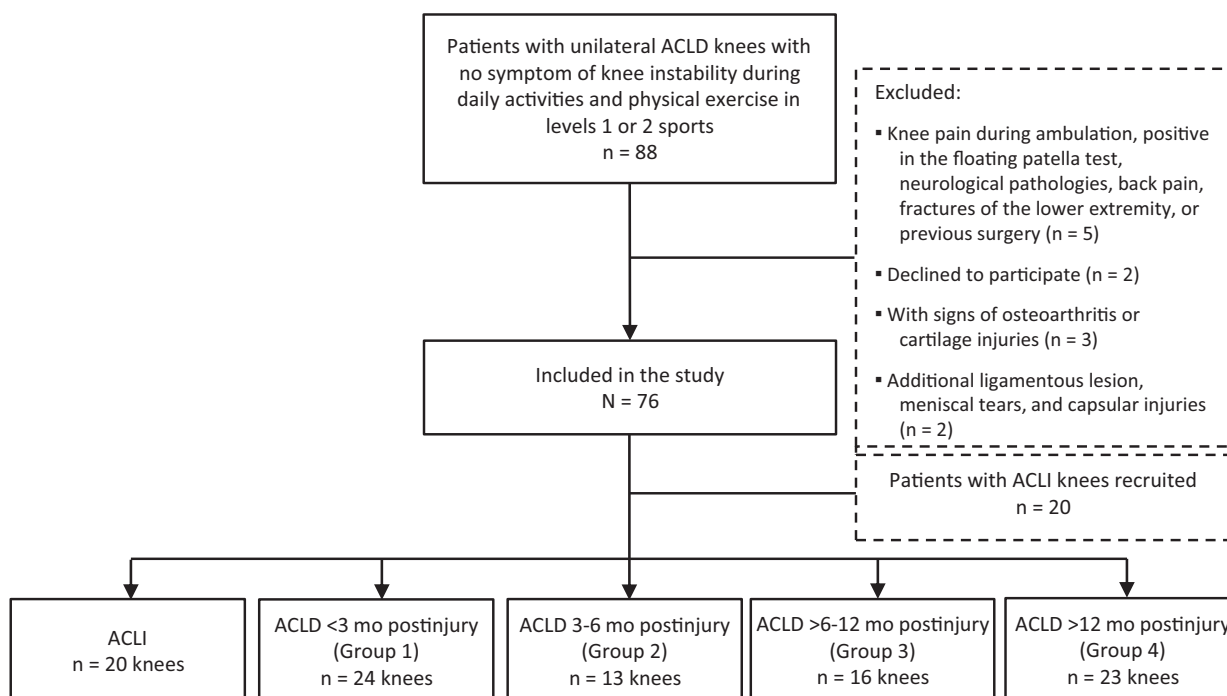 Patients with unilateral ACLD knees with
no symptom of knee instability during
daily activities and physical exercise in
levels 1 or 2 sports
n = 88
Excluded:
▪ Knee pain during ambulation, positive
in the floating patella test,
neurological pathologies, back pain,
fractures of the lower extremity, or
previous surgery (n = 5)
▪ Declined to participate (n = 2)
▪ With signs of osteoarthritis or
cartilage injuries (n = 3)
▪ Additional ligamentous lesion,
meniscal tears, and capsular injuries
(n = 2)
Included in the study
N = 76
Patients with ACLI knees recruited
n = 20
ACLI
n = 20 knees
ACLD <3 mo postinjury
(Group 1)
n = 24 knees
ACLD 3-6 mo postinjury
(Group 2)
n = 13 knees
ACLD >6-12 mo postinjury
(Group 3)
n = 16 knees
ACLD >12 mo postinjury
(Group 4)
n = 23 knees